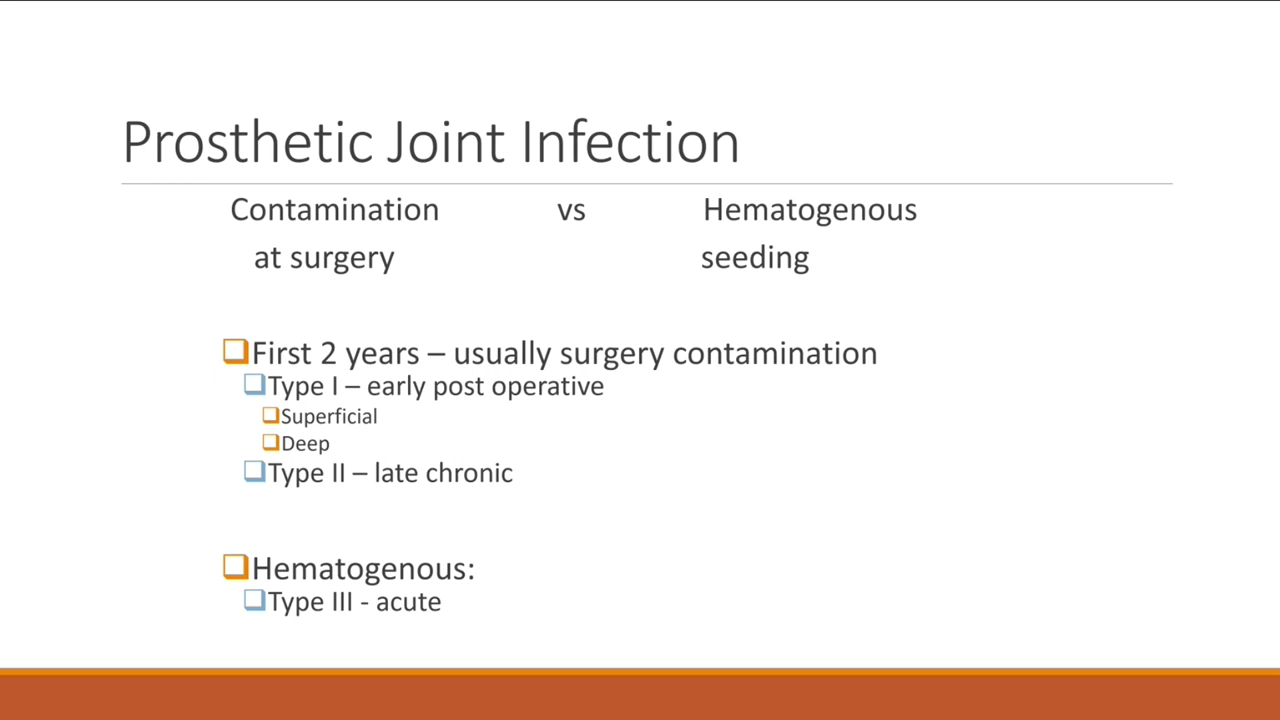 Prosthetic Joint Infection
Contamination vs Hematogenous
at surgery seeding
First 2 years – usually surgery contamination
Type I – early post operative
Superficial
Deep
Type II – late chronic
Hematogenous:
Type III - acute